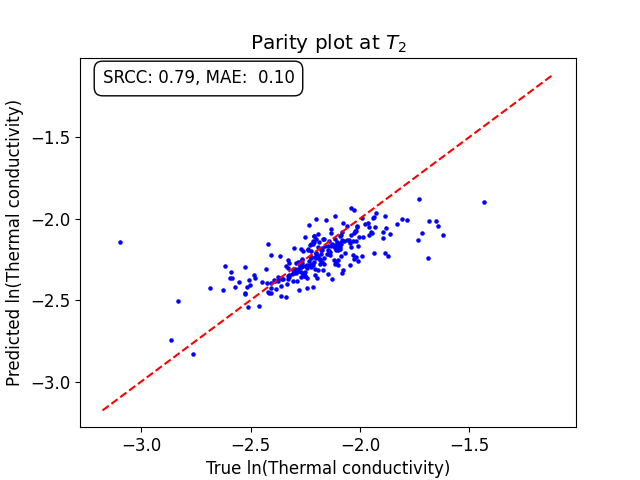 Parity plot at T₂
SRCC: 0.79, MAE:  0.10
Predicted ln(Thermal conductivity)
−1.5
−2.0
−2.5
−3.0
−3.0 −2.5 −2.0 −1.5
True ln(Thermal conductivity)